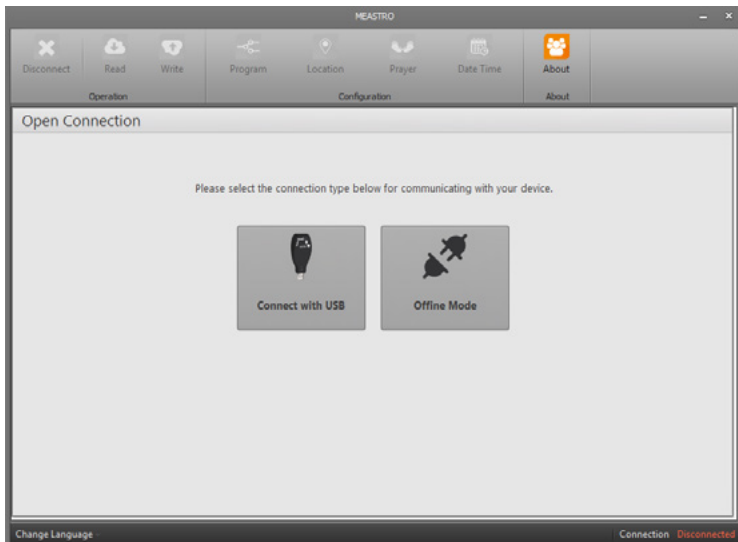 MEASTRO
Disconnect Read Write Program Location Prayer Date Time About
Operation Configuration About
Open Connection
Please select the connection type below for communicating with your device.
Connect with USB Offine Mode
Change Language Connection Disconnected